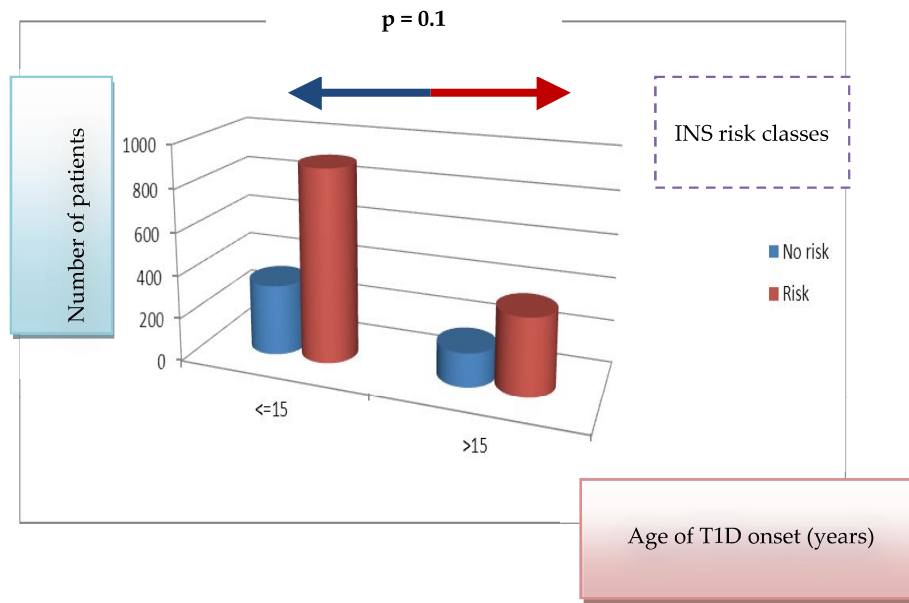 p = 0.1
Number of patients
INS risk classes
1000
800
600
400
200
0
<=15
>15
No risk
Risk
Age of T1D onset (years)